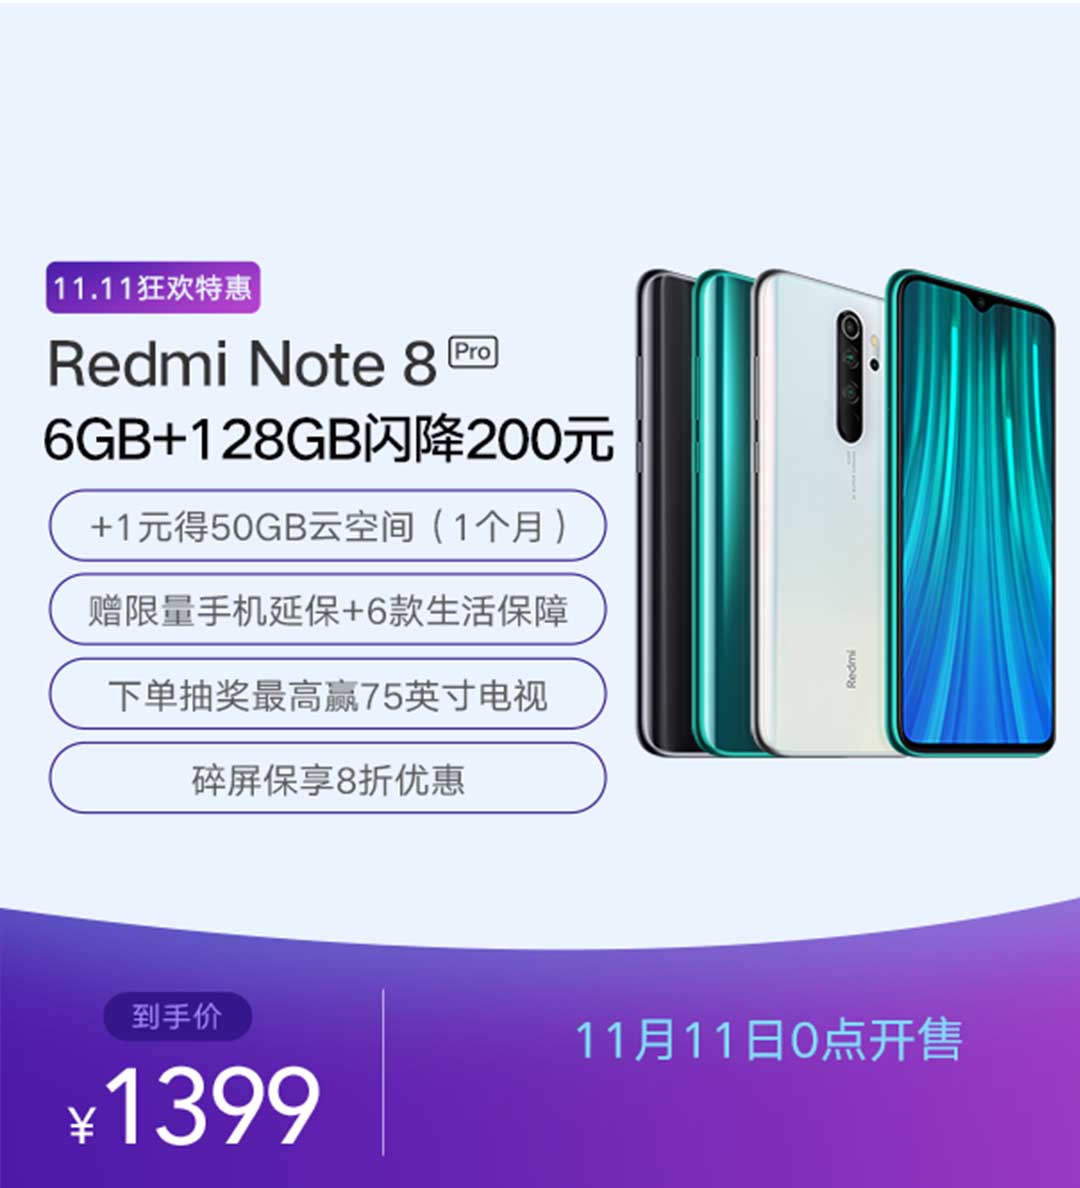 11.11狂欢特惠
Redmi Note 8 Pro
6GB+128GB闪降200元
+1元得50GB云空间（1个月）
赠限量手机延保+6款生活保障
下单抽奖最高赢75英寸电视
碎屏保享8折优惠
Redmi
到手价
¥1399
11月11日0点开售